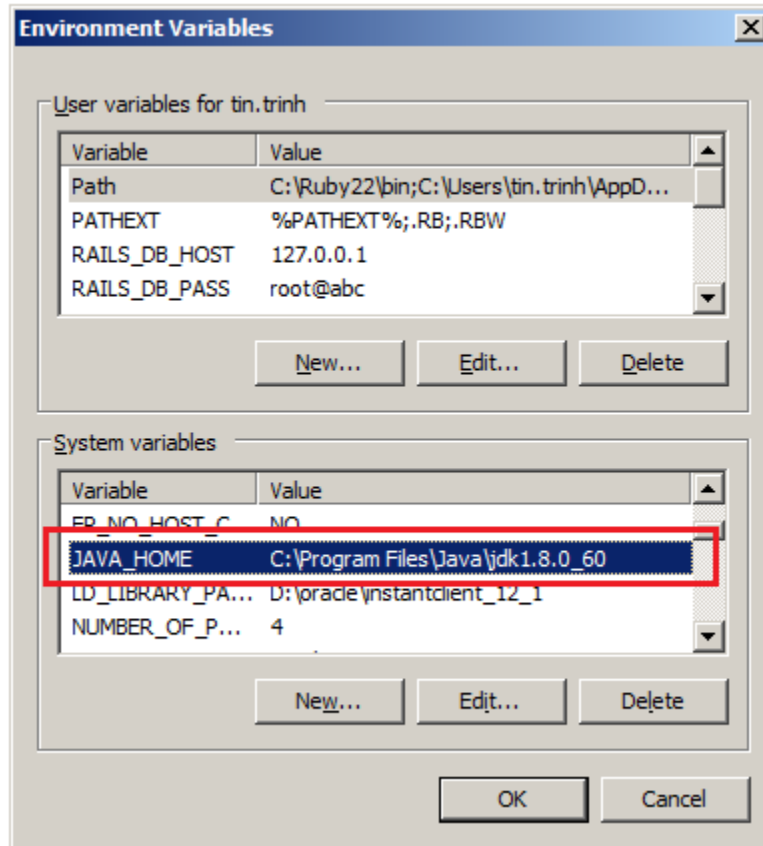 Environment Variables
User variables for tin.trinh
Variable Value
Path C:\Ruby22\bin;C:\Users\tin.trinh\AppD...
PATHEXT %PATHEXT%;.RB;.RBW
RAILS_DB_HOST 127.0.0.1
RAILS_DB_PASS root@abc
New... Edit... Delete
System variables
Variable Value
FP_NO_HOST_C... NO
JAVA_HOME C:\Program Files\Java\jdk1.8.0_60
LD_LIBRARY_PA... D:\oracle\instantclient_12_1
NUMBER_OF_P... 4
New... Edit... Delete
OK Cancel